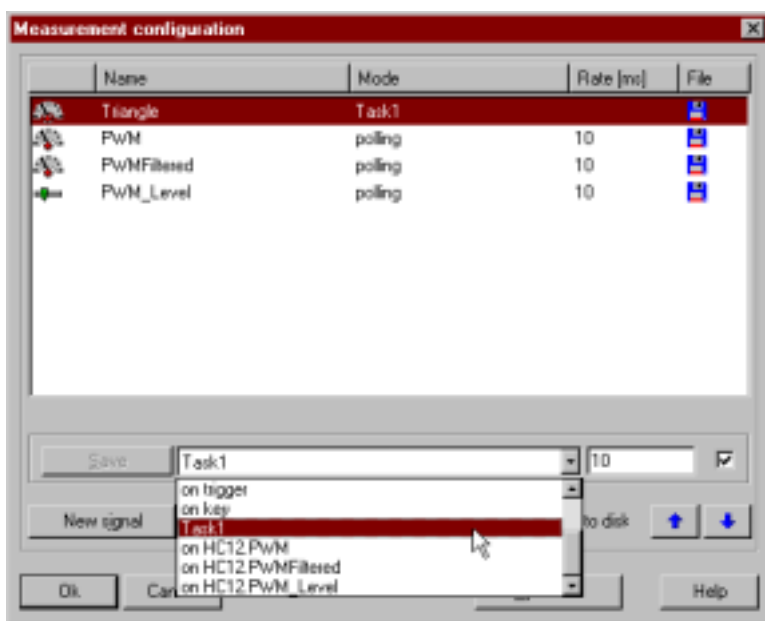 Measurement configuration
Name Mode Rate [ms] File
Triangle Task1
PWM polling 10
PWMFiltered polling 10
PWM_Level polling 10
Save Task1 10
on trigger
on key
New signal Task1 to disk
on HC12.PWM
on HC12.PWMFiltered
Ok Can on HC12.PWM_Level Help